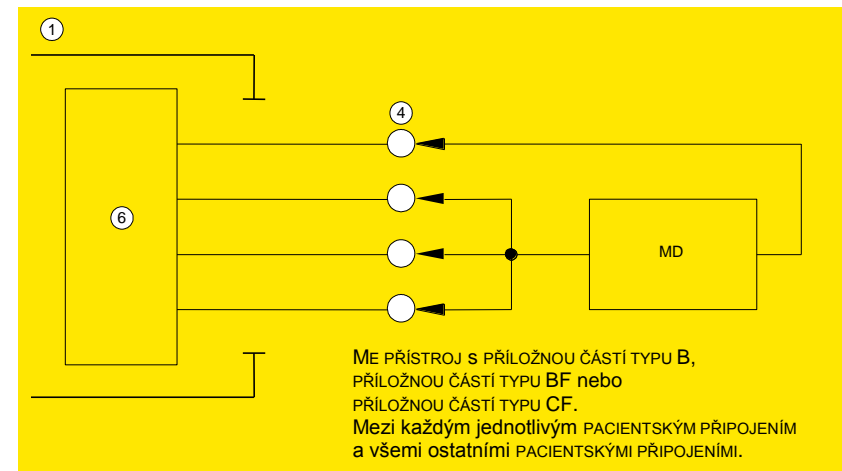 1
4
6
MD
ME PŘÍSTROJ s PŘÍLOŽNOU ČÁSTÍ TYPU B,
PŘÍLOŽNOU ČÁSTÍ TYPU BF nebo
PŘÍLOŽNOU ČÁSTÍ TYPU CF.
Mezi každým jednotlivým PACIENTSKÝM PŘIPOJENÍM
a všemi ostatními PACIENTSKÝMI PŘIPOJENÍMI.